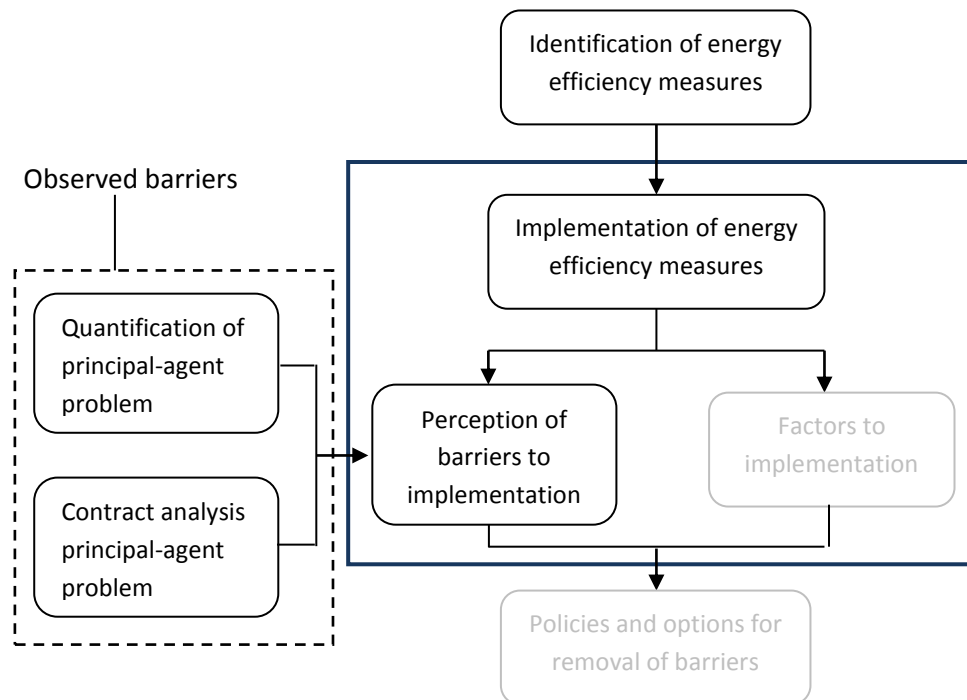 Identification of energy
efficiency measures
Observed barriers
Implementation of energy
efficiency measures
Quantification of
principal-agent
problem
Perception of
barriers to
implementation
Factors to
implementation
Contract analysis
principal-agent
problem
Policies and options for
removal of barriers